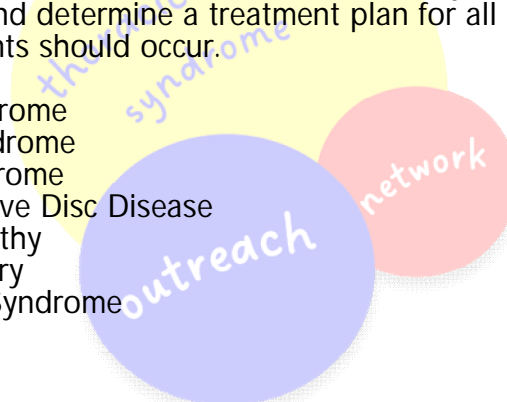 nd determine a treatment plan for all
nts should occur.
thoracic
syndrome
rome
drome
rome
ve Disc Disease
thy
network
ry
outreach
Syndrome